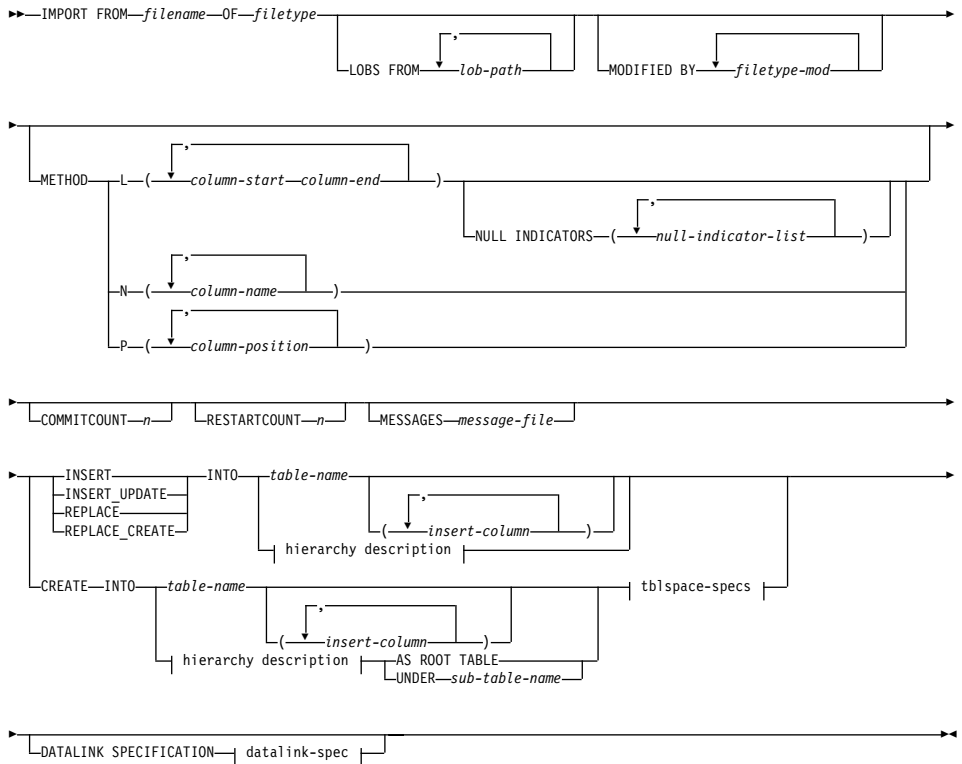 IMPORT FROM filename OF filetype
,
,
LOBS FROM lob-path
MODIFIED BY filetype-mod
,
METHOD L ( column-start column-end )
,
NULL INDICATORS ( null-indicator-list )
,
N ( column-name )
,
P ( column-position )
COMMITCOUNT n RESTARTCOUNT n MESSAGES message-file
INSERT INTO table-name
INSERT_UPDATE
REPLACE
REPLACE_CREATE
,
( insert-column )
hierarchy description
CREATE INTO table-name tblspace-specs
,
( insert-column )
hierarchy description AS ROOT TABLE
UNDER sub-table-name
DATALINK SPECIFICATION datalink-spec